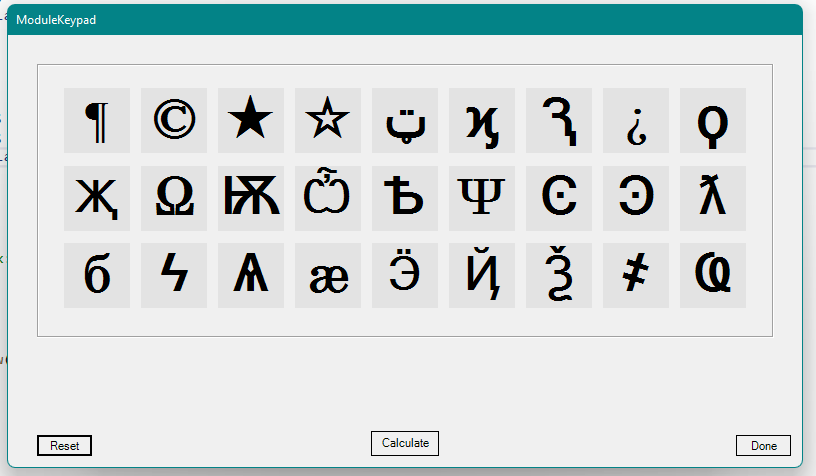 ModuleKeypad
¶ © ★ ☆ ټ ϗ Ԇ ¿ Ϙ
Җ Ω Ѭ Ѽ Ѣ Ψ Ͼ Ͽ ƛ
б Ϟ Ѧ æ Ӭ Ҋ Ѯ ҂ Ҩ
Reset
Calculate
Done